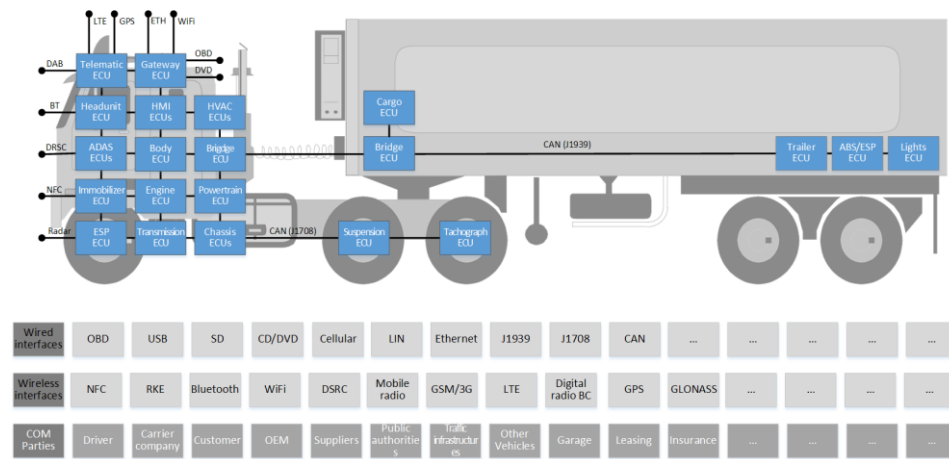 LTE GPS ETH WiFi
OBD
DAB
Telematic
ECU
Gateway
ECU
DVD
BT
Headunit
ECU
HMI
ECUs
HVAC
ECUs
Cargo
ECU
DRSC
ADAS
ECUs
Body
ECU
Brigdge
ECU
Bridge
ECU
CAN (J1939)
Trailer
ECU
ABS/ESP
ECU
Lights
ECU
NFC
Immobilizer
ECU
Engine
ECU
Powertrain
ECU
Radar
ESP
ECU
Transmission
ECU
Chassis
ECUs
CAN (J1708)
Suspension
ECU
Tachograph
ECU
Wired
interfaces
OBD
USB
SD
CD/DVD
Cellular
LIN
Ethernet
J1939
J1708
CAN
...
...
...
...
...
Wireless
interfaces
NFC
RKE
Bluetooth
WiFi
DSRC
Mobile
radio
GSM/3G
LTE
Digital
radio BC
GPS
GLONASS
...
...
...
...
COM
Parties
Driver
Carrier
company
Customer
OEM
Suppliers
Public
authoritie
s
Traffic
infrastructur
es
Other
Vehicles
Garage
Leasing
Insurance
...
...
...
...